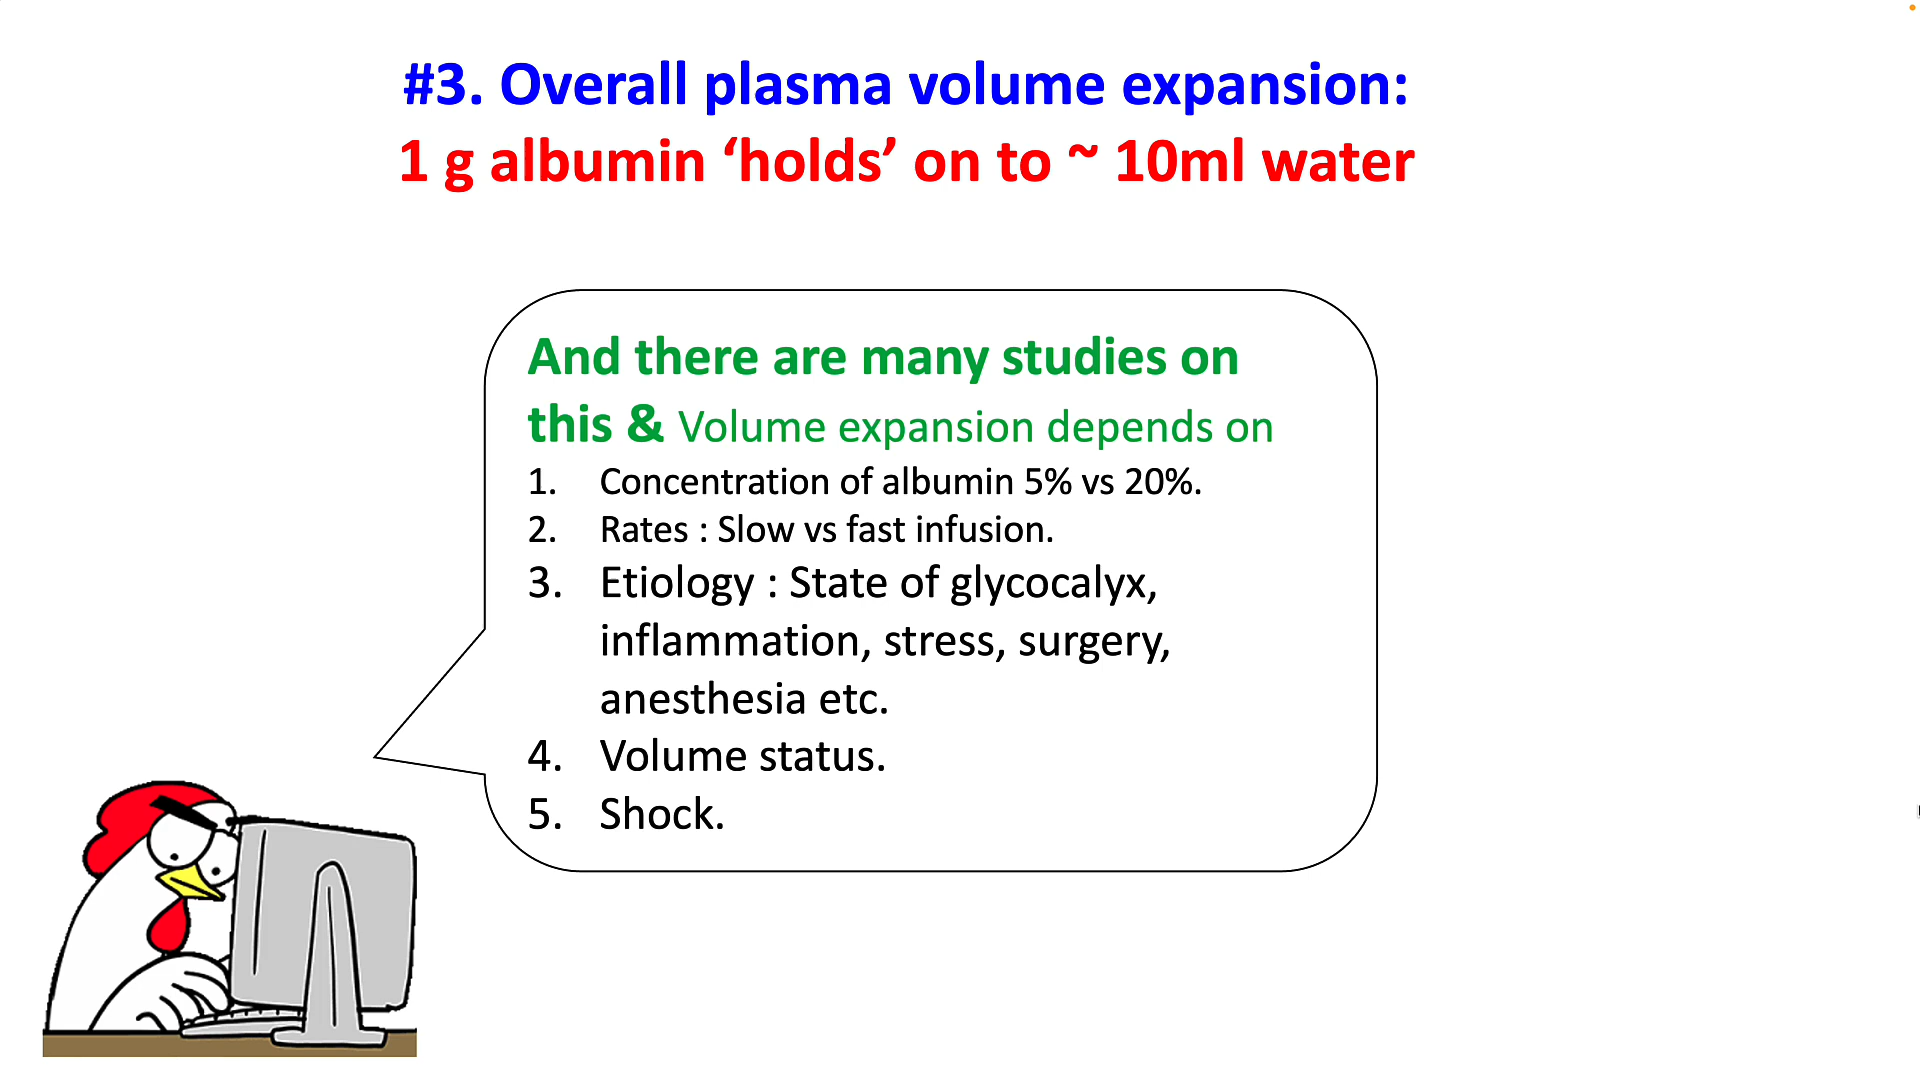 #3. Overall plasma volume expansion:
1 g albumin ‘holds’ on to ~ 10ml water
And there are many studies on
this & Volume expansion depends on
1. Concentration of albumin 5% vs 20%.
2. Rates : Slow vs fast infusion.
3. Etiology : State of glycocalyx,
inflammation, stress, surgery,
anesthesia etc.
4. Volume status.
5. Shock.